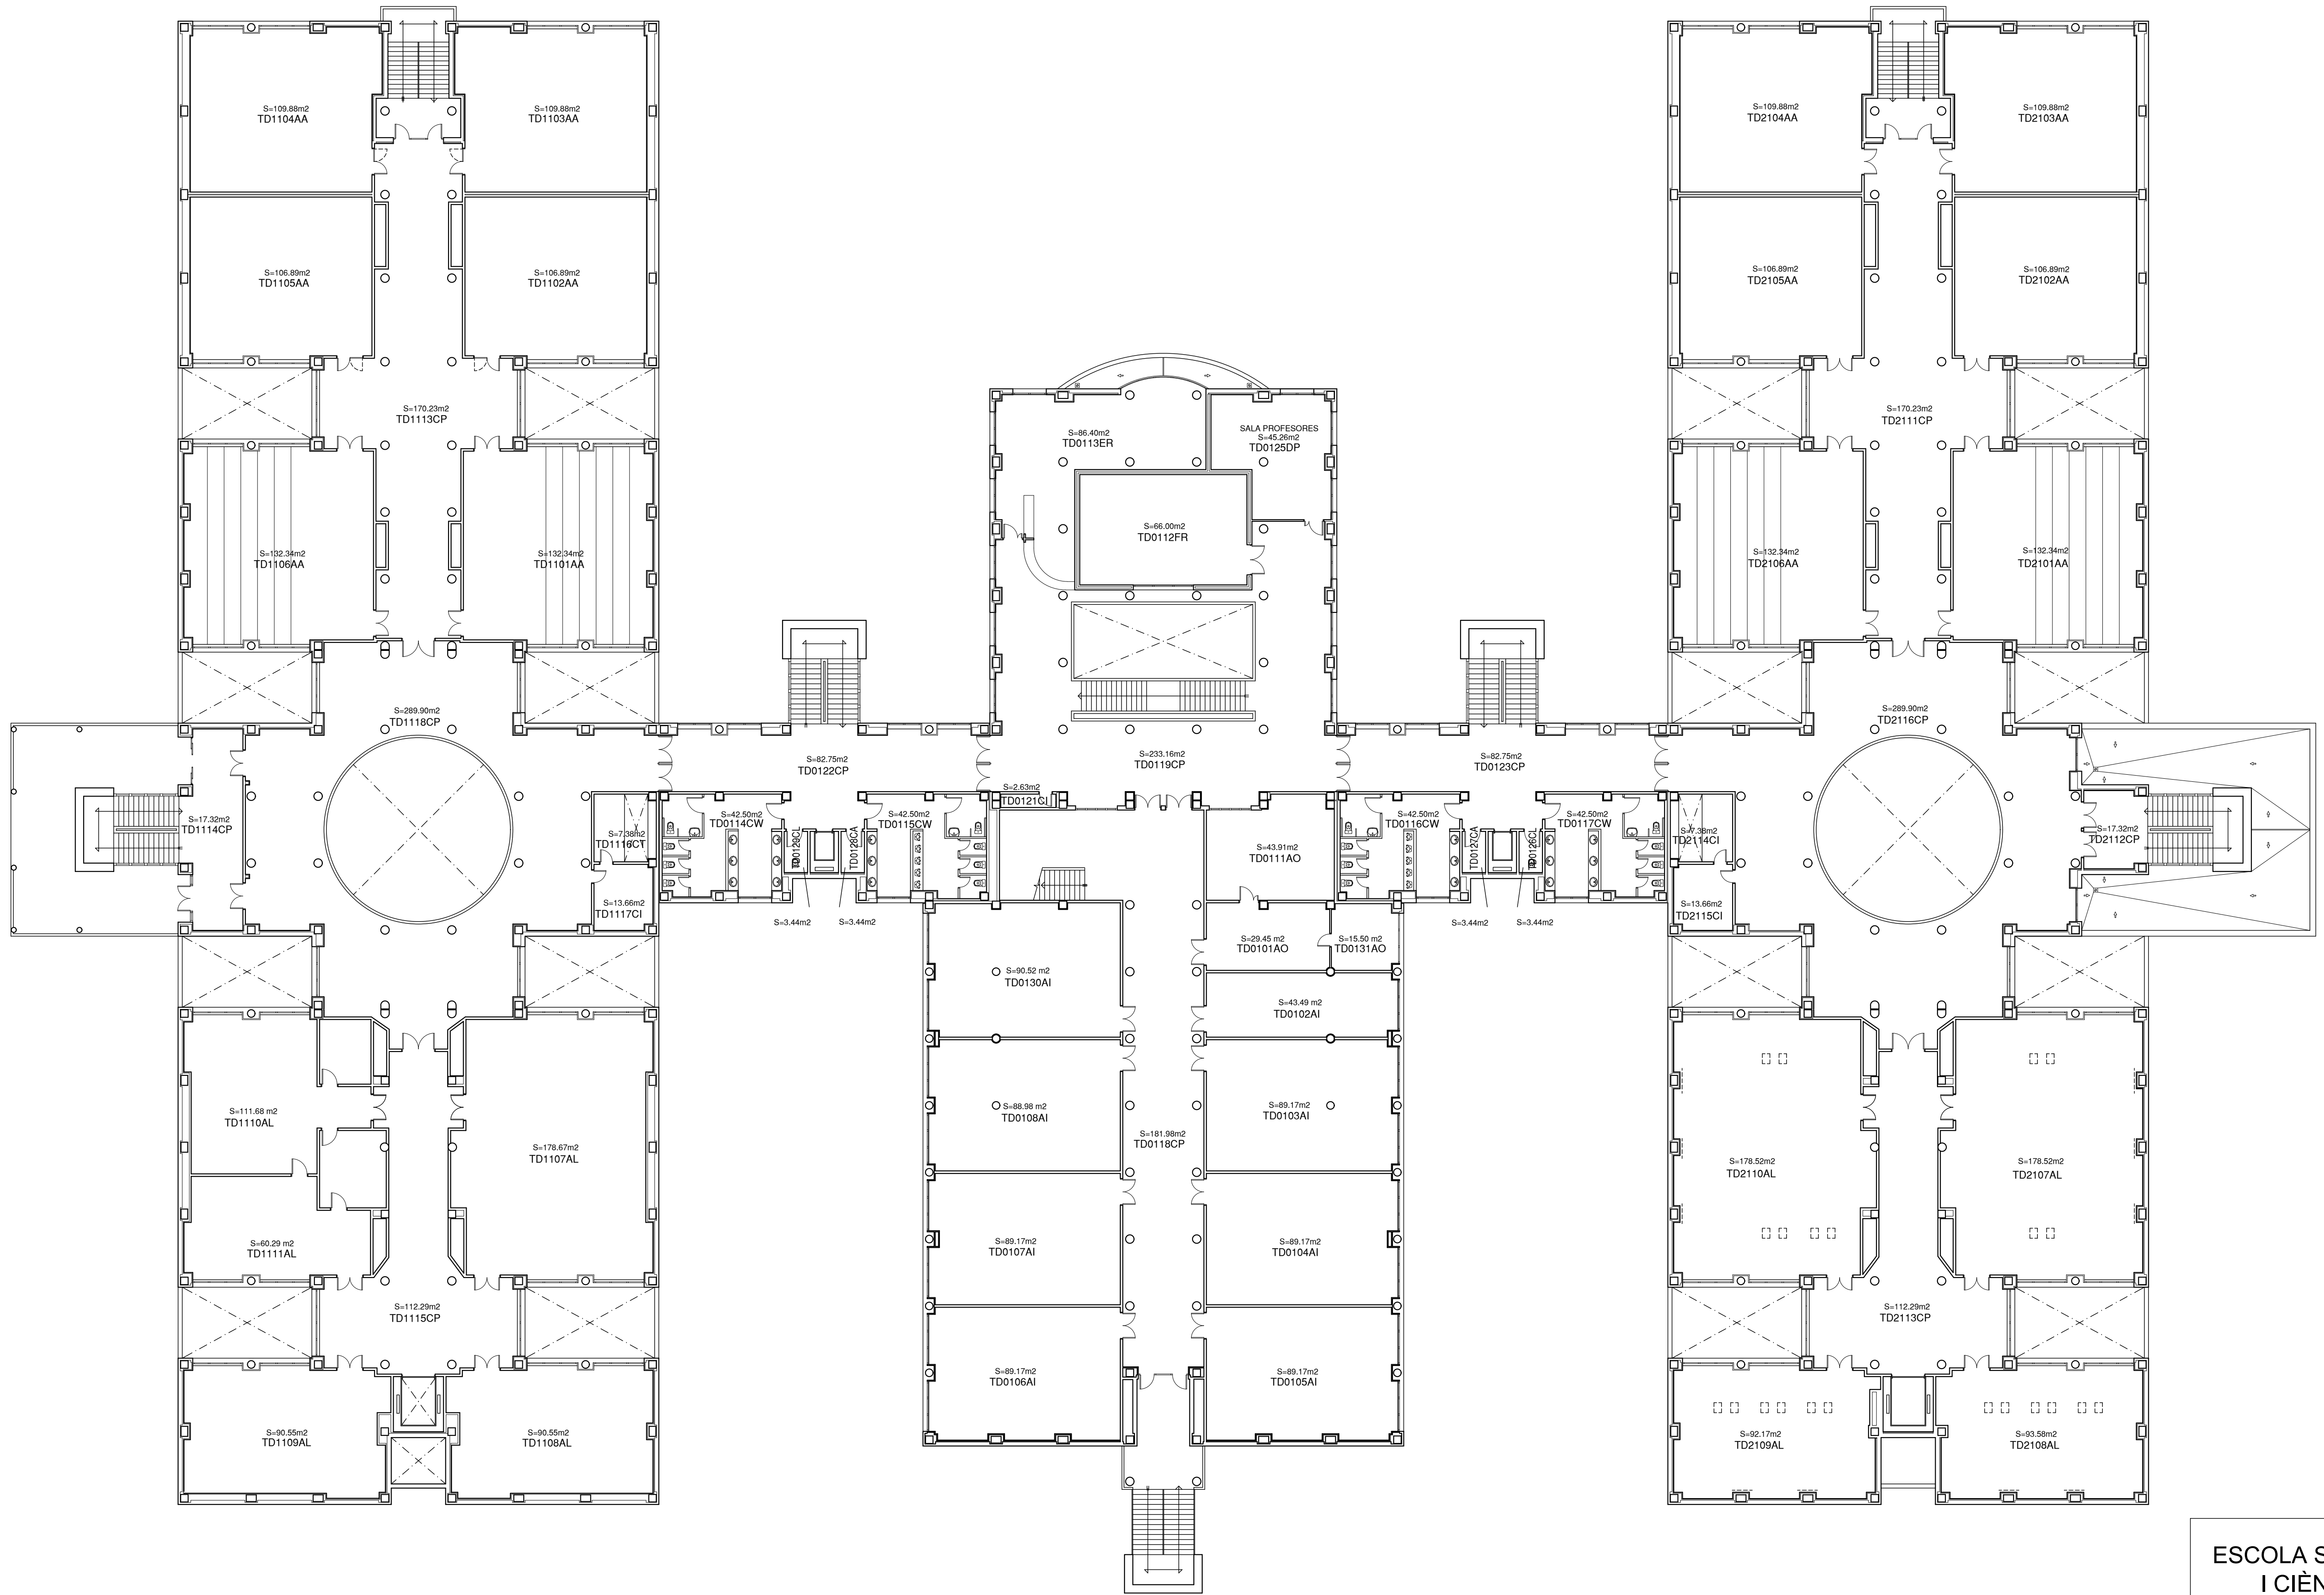 S=109.88m2
TD1104AA
S=109.88m2
TD1103AA
S=106.89m2
TD1105AA
S=106.89m2
TD1102AA
S=170.23m2
TD1113CP
S=132.34m2
TD1106AA
S=132.34m2
TD1101AA
S=289.90m2
TD1118CP
S=17.32m2
TD1114CP
S=7.38m2
TD1116CT
S=13.66m2
TD1117CI
S=111.68 m2
TD1110AL
S=178.67m2
TD1107AL
S=60.29 m2
TD1111AL
S=112.29m2
TD1115CP
S=90.55m2
TD1109AL
S=90.55m2
TD1108AL
S=82.75m2
TD0122CP
S=42.50m2
TD0114CW
TD0129CL
TD0128CA
S=42.50m2
TD0115CW
S=3.44m2
S=3.44m2
S=86.40m2
TD0113ER
SALA PROFESORES
S=45.26m2
TD0125DP
S=66.00m2
TD0112FR
S=233.16m2
TD0119CP
S=2.63m2
TD0121CI
S=43.91m2
TD0111AO
S=29.45 m2
TD0101AO
S=15.50 m2
TD0131AO
S=90.52 m2
TD0130AI
S=43.49 m2
TD0102AI
S=88.98 m2
TD0108AI
S=89.17m2
TD0103AI
S=181.98m2
TD0118CP
S=89.17m2
TD0107AI
S=89.17m2
TD0104AI
S=89.17m2
TD0106AI
S=89.17m2
TD0105AI
S=82.75m2
TD0123CP
S=42.50m2
TD0116CW
TD0127CA
TD0126CL
S=42.50m2
TD0117CW
S=3.44m2
S=3.44m2
S=109.88m2
TD2104AA
S=109.88m2
TD2103AA
S=106.89m2
TD2105AA
S=106.89m2
TD2102AA
S=170.23m2
TD2111CP
S=132.34m2
TD2106AA
S=132.34m2
TD2101AA
S=289.90m2
TD2116CP
S=7.38m2
TD2114CI
S=17.32m2
TD2112CP
S=13.66m2
TD2115CI
S=178.52m2
TD2110AL
S=178.52m2
TD2107AL
S=112.29m2
TD2113CP
S=92.17m2
TD2109AL
S=93.58m2
TD2108AL
ESCOLA S
I CIÈN